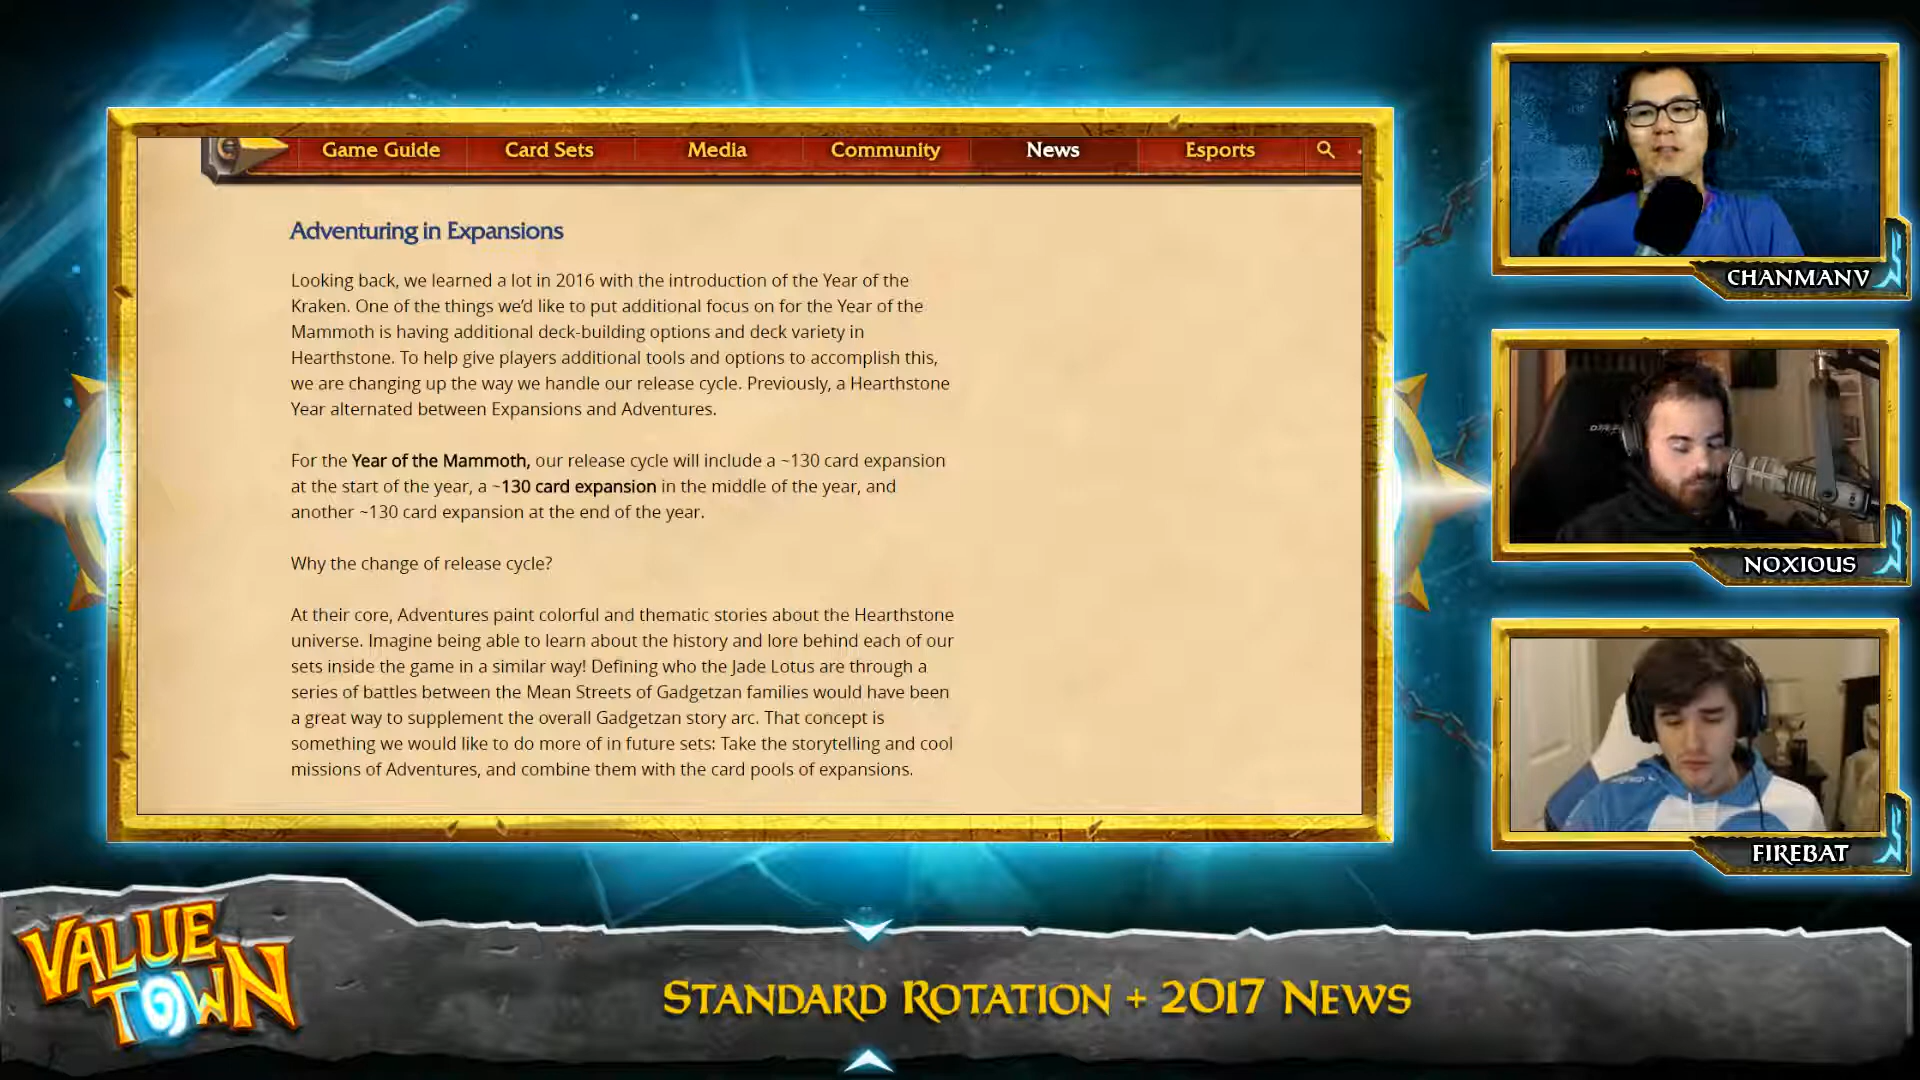 Game Guide Card Sets Media Community News Esports
Adventuring in Expansions
Looking back, we learned a lot in 2016 with the introduction of the Year of the
Kraken. One of the things we'd like to put additional focus on for the Year of the
Mammoth is having additional deck-building options and deck variety in
Hearthstone. To help give players additional tools and options to accomplish this,
we are changing up the way we handle our release cycle. Previously, a Hearthstone
Year alternated between Expansions and Adventures.
For the Year of the Mammoth, our release cycle will include a ~130 card expansion
at the start of the year, a ~130 card expansion in the middle of the year, and
another ~130 card expansion at the end of the year.
Why the change of release cycle?
At their core, Adventures paint colorful and thematic stories about the Hearthstone
universe. Imagine being able to learn about the history and lore behind each of our
sets inside the game in a similar way! Defining who the Jade Lotus are through a
series of battles between the Mean Streets of Gadgetzan families would have been
a great way to supplement the overall Gadgetzan story arc. That concept is
something we would like to do more of in future sets: Take the storytelling and cool
missions of Adventures, and combine them with the card pools of expansions.
CHANMANV
NOXIOUS
FIREBAT
VALUE
TOWN
STANDARD ROTATION + 2017 NEWS